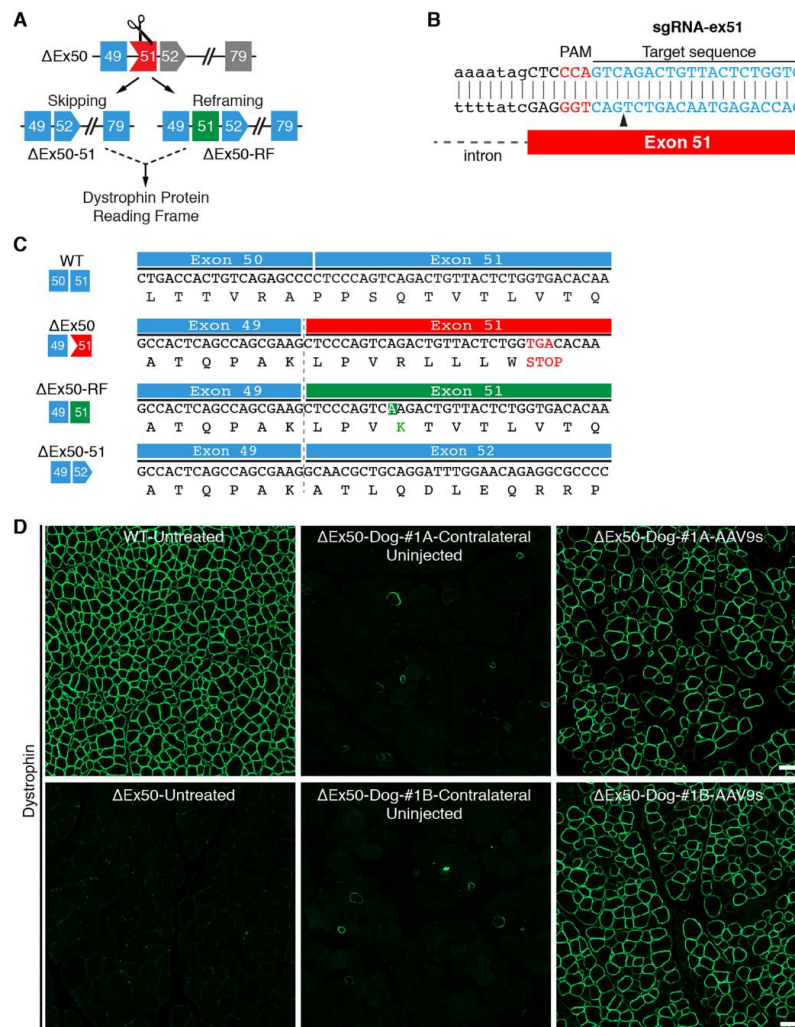 A
ΔEx50
49
51
52
79
Skipping
Reframing
49
52
79
49
51
52
79
ΔEx50-51
ΔEx50-RF
Dystrophin Protein
Reading Frame
B
sgRNA-ex51
PAM
Target sequence
aaaatagCTCCCAGTCAGACTGTTACTCTGGTG
ttttatcGAGGGTCAGTCTGACAATGAGACCAC
intron
Exon 51
C
WT
50 51
Exon 50
Exon 51
CTGACCACTGTCAGAGCCCCTCCCAGTCAGACTGTTACTCTGGTGACACAA
L T T V R A P P S Q T V T L V T Q
ΔEx50
49 51
Exon 49
Exon 51
GCCACTCAGCCAGCGAAGCTCCCAGTCAGACTGTTACTCTGGTGACACAA
A T Q P A K L P V R L L L W STOP
ΔEx50-RF
49 51
Exon 49
Exon 51
GCCACTCAGCCAGCGAAGCTCCCAGTCAAGACTGTTACTCTGGTGACACAA
A T Q P A K L P V K T V T L V T Q
ΔEx50-51
49 52
Exon 49
Exon 52
GCCACTCAGCCAGCGAAGGCAACGCTGCAGGATTTGGAACAGAGGCGCCCC
A T Q P A K A T L Q D L E Q R R P
D
Dystrophin
WT-Untreated
ΔEx50-Dog-#1A-Contralateral
Uninjected
ΔEx50-Dog-#1A-AAV9s
ΔEx50-Untreated
ΔEx50-Dog-#1B-Contralateral
Uninjected
ΔEx50-Dog-#1B-AAV9s